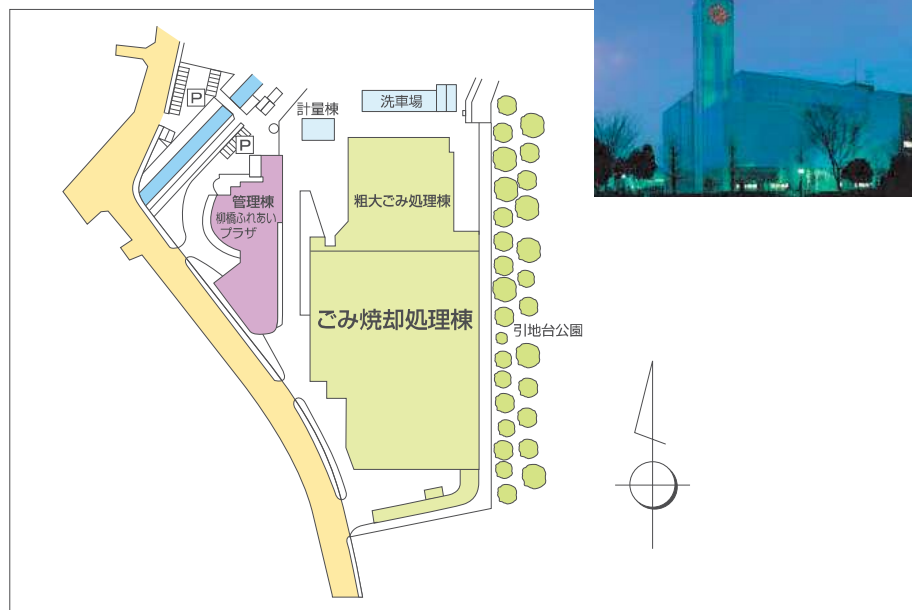 P
計量棟
洗車場
P
管理棟
柳橋ふれあい
プラザ
粗大ごみ処理棟
ごみ焼却処理棟
引地台公園